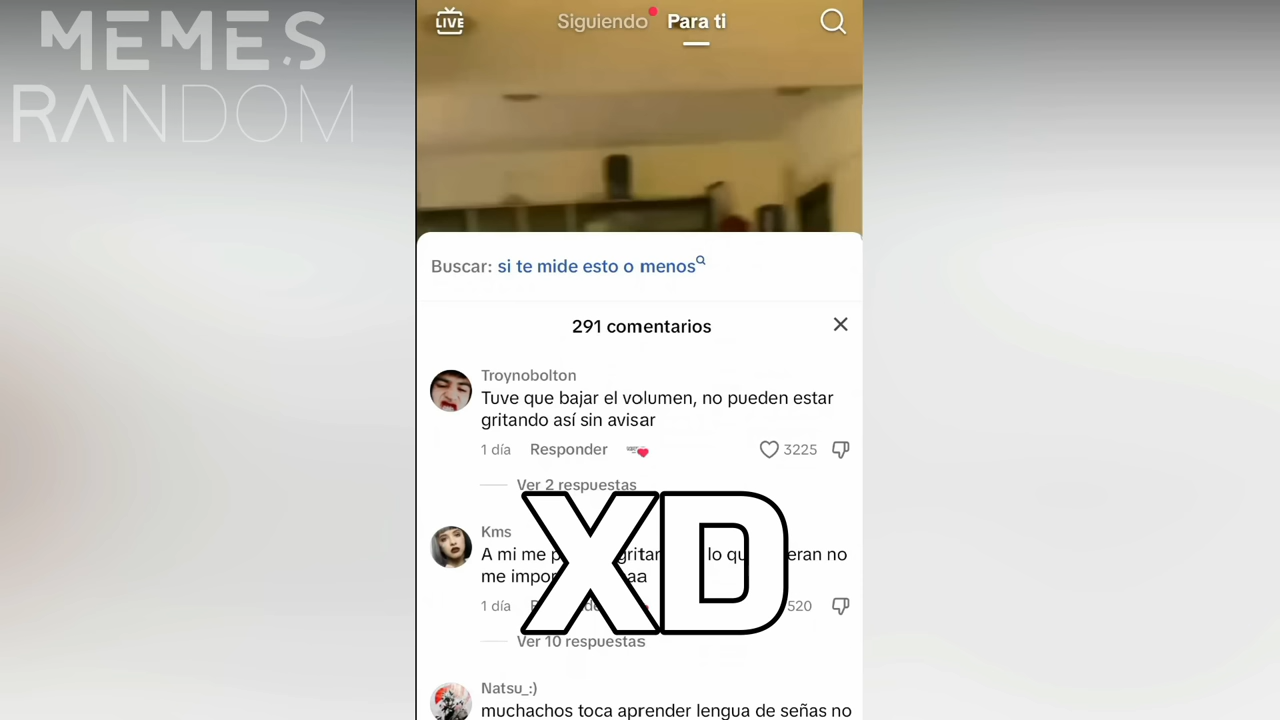 MEMES
RANDOM
LIVE
Siguiendo Para ti
Buscar: si te mide esto o menos
291 comentarios
Troynobolton
Tuve que bajar el volumen, no pueden estar
gritando así sin avisar
1 día Responder 3225
Ver 2 respuestas
XD
Kms
A mi me lo eran no
me
1 día 520
Ver 10 respuestas
Natsu_:)
muchachos toca aprender lengua de señas no